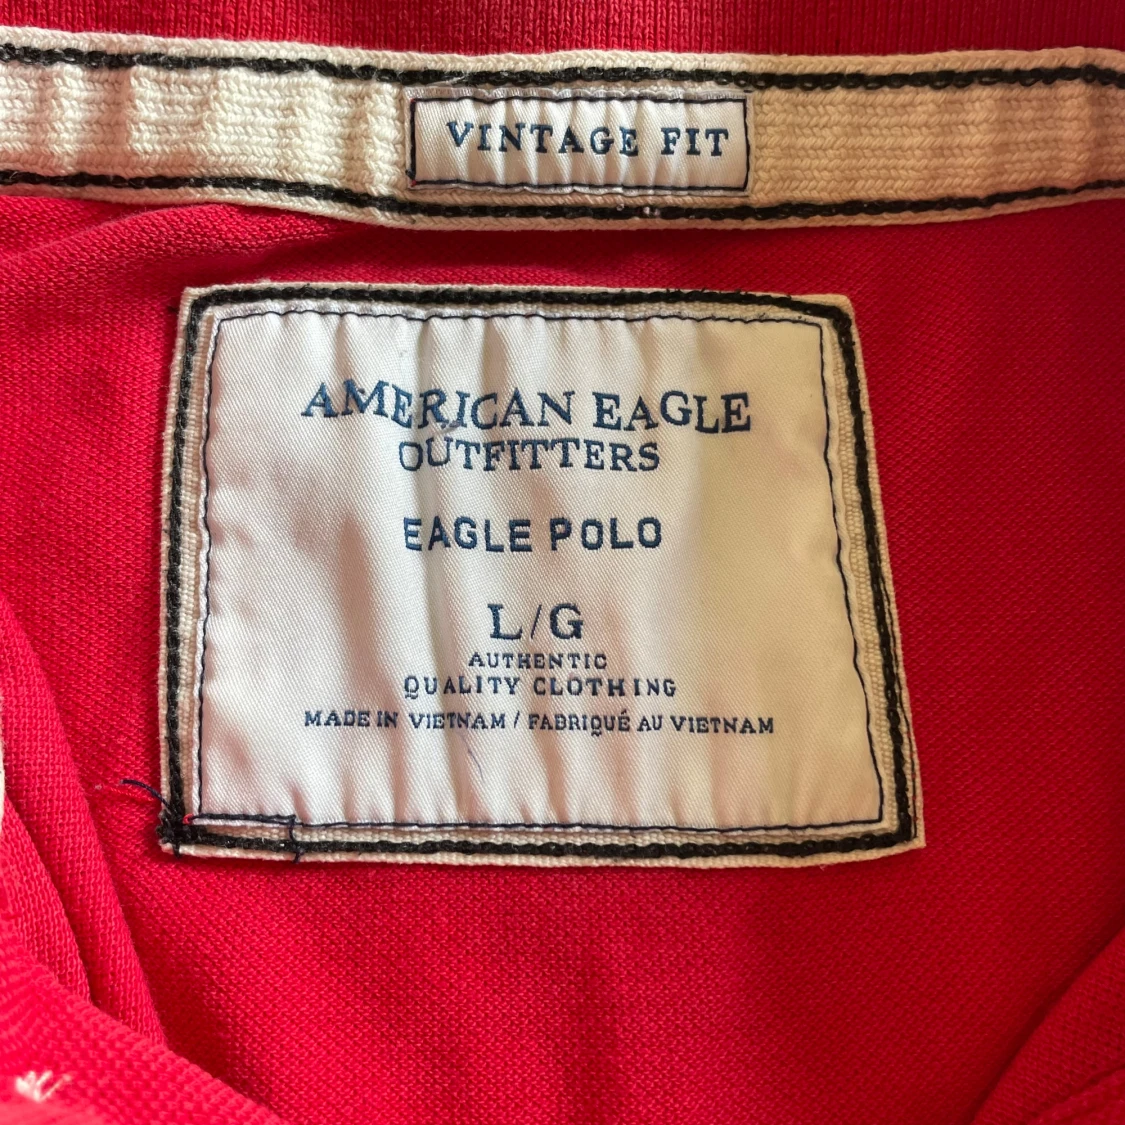 VINTAGE FIT
AMERICAN EAGLE
OUTFITTERS
EAGLE POLO
L/G
AUTHENTIC
QUALITY CLOTHING
MADE IN VIETNAM / FABRIQUÉ AU VIETNAM